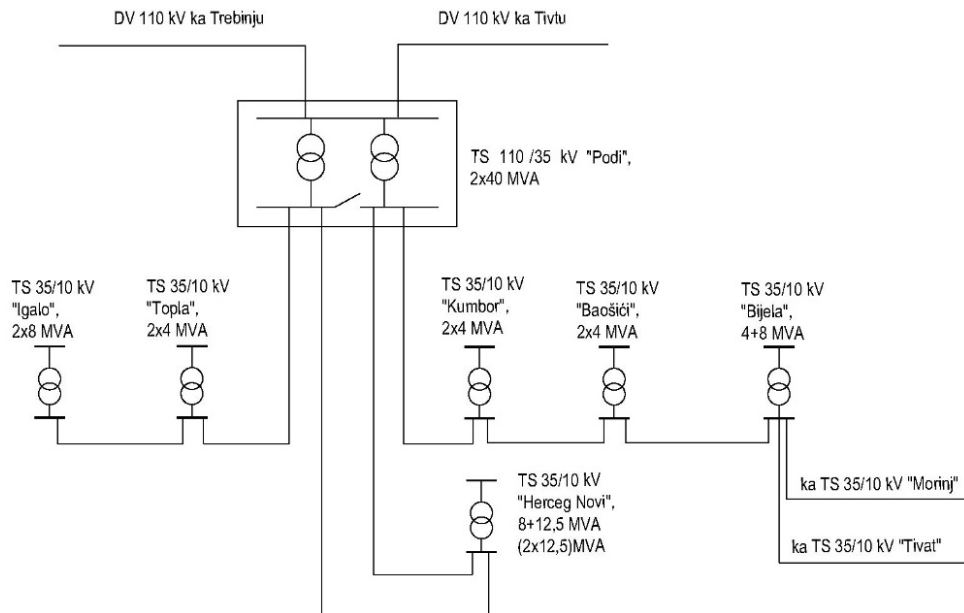 DV 110 kV ka Trebinju
DV 110 kV ka Tivtu
TS 110 /35 kV "Podi",
2x40 MVA
TS 35/10 kV
"Igalo",
2x8 MVA
TS 35/10 kV
"Topla",
2x4 MVA
TS 35/10 kV
"Kumbor",
2x4 MVA
TS 35/10 kV
"Baošići",
2x4 MVA
TS 35/10 kV
"Bijela",
4+8 MVA
TS 35/10 kV
"Herceg Novi",
8+12,5 MVA
(2x12,5)MVA
ka TS 35/10 kV "Morinj"
ka TS 35/10 kV "Tivat"